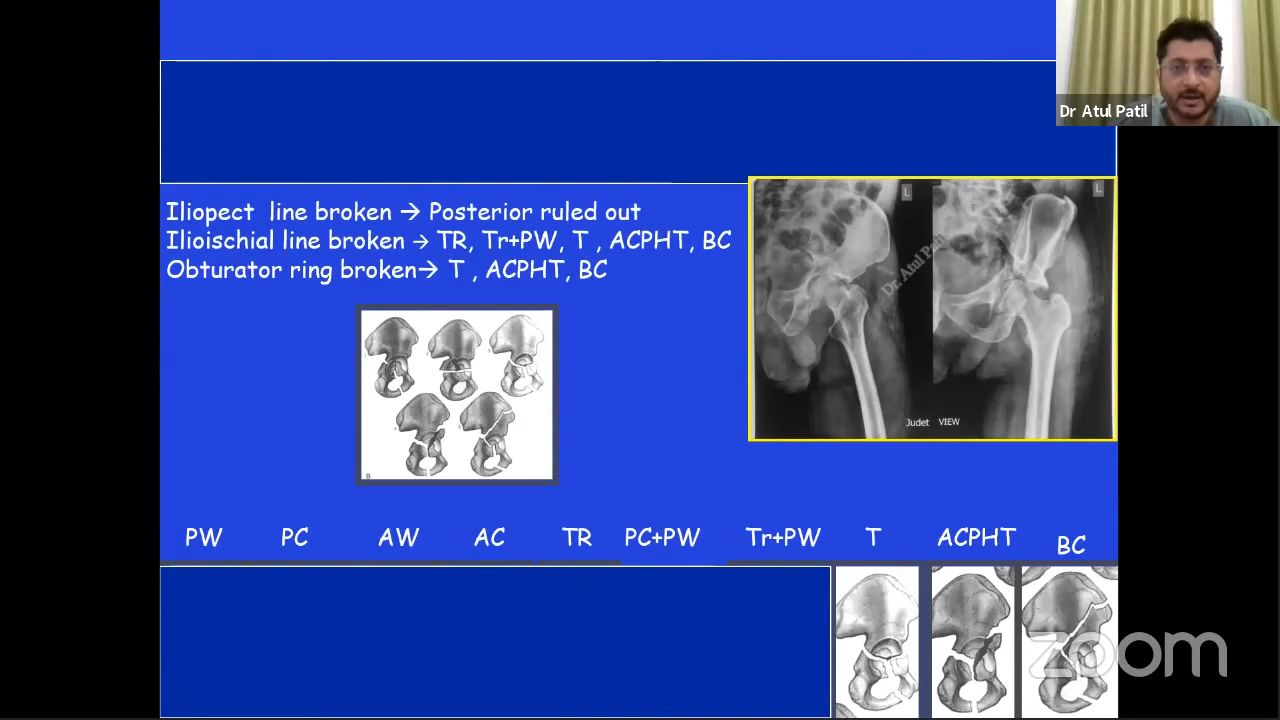 Dr Atul Patil
Iliopect line broken → Posterior ruled out
Ilioischial line broken → TR, Tr+PW, T , ACPHT, BC
Obturator ring broken→ T , ACPHT, BC
L
L
Dr. Atul Pati
Judet VIEW
B
PW PC AW AC TR PC+PW Tr+PW T ACPHT BC
zoom